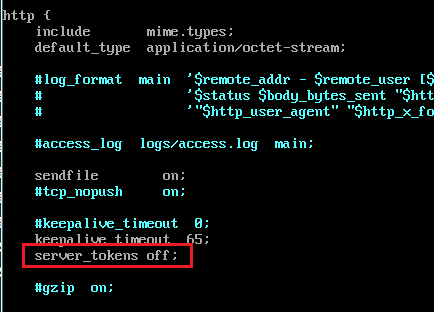 http {
    include       mime.types;
    default_type  application/octet-stream;

    #log_format  main  '$remote_addr - $remote_user [$
    #                  '$status $body_bytes_sent "$ht
    #                  '"$http_user_agent" "$http_x_fo

    #access_log  logs/access.log  main;

    sendfile        on;
    #tcp_nopush     on;

    #keepalive_timeout  0;
    keepalive_timeout  65;
    server_tokens off;

    #gzip  on;